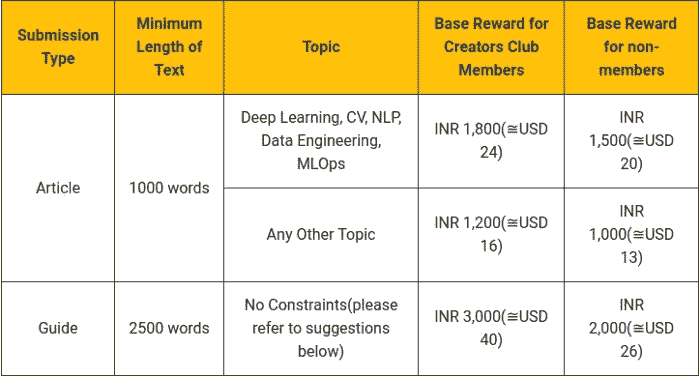 Submission
Type
Minimum
Length of
Text
Topic
Base Reward for
Creators Club
Members
Base Reward
for non-
members
Article
1000 words
Deep Learning, CV, NLP,
Data Engineering,
MLOps
INR 1,800(≅USD
24)
INR
1,500(≅USD
20)
Any Other Topic
INR 1,200(≅USD
16)
INR
1,000(≅USD
13)
Guide
2500 words
No Constraints(please
refer to suggestions
below)
INR 3,000(≅USD
40)
INR
2,000(≅USD
26)